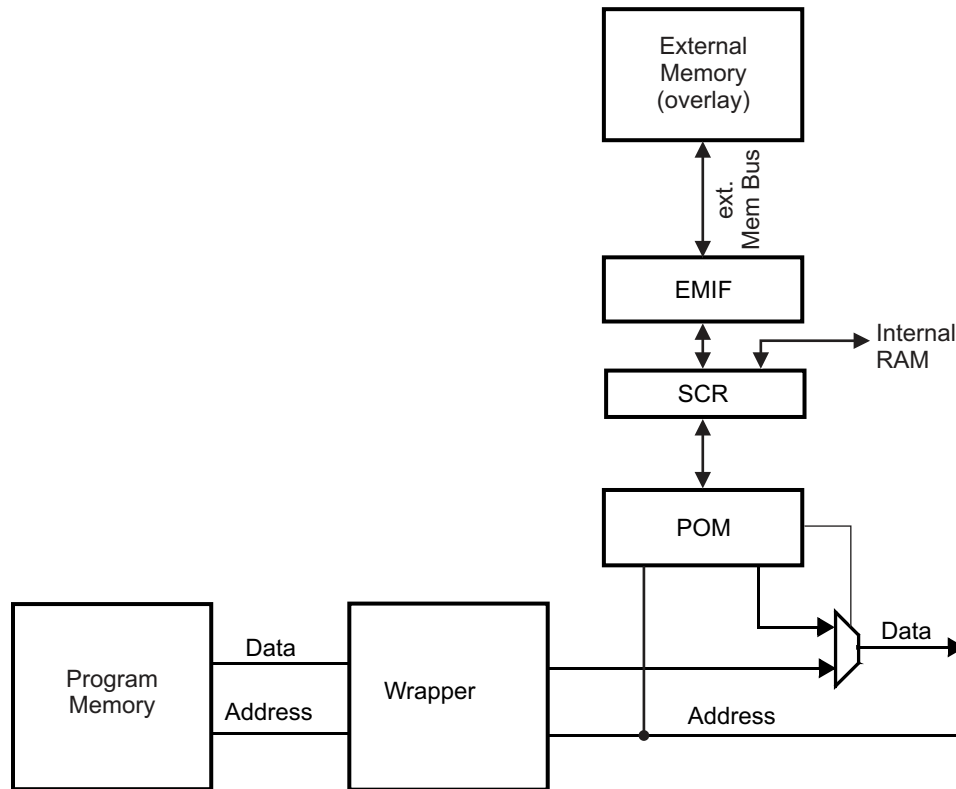 External
Memory
(overlay)
ext.
Mem Bus
EMIF
Internal
RAM
SCR
POM
Data
Data
Program
Memory
Wrapper
Address
Address